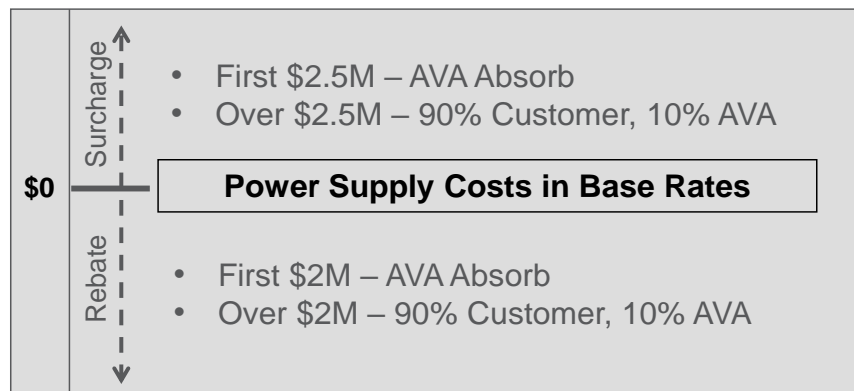 Surcharge
• First $2.5M – AVA Absorb
• Over $2.5M – 90% Customer, 10% AVA
$0
Power Supply Costs in Base Rates
Rebate
• First $2M – AVA Absorb
• Over $2M – 90% Customer, 10% AVA